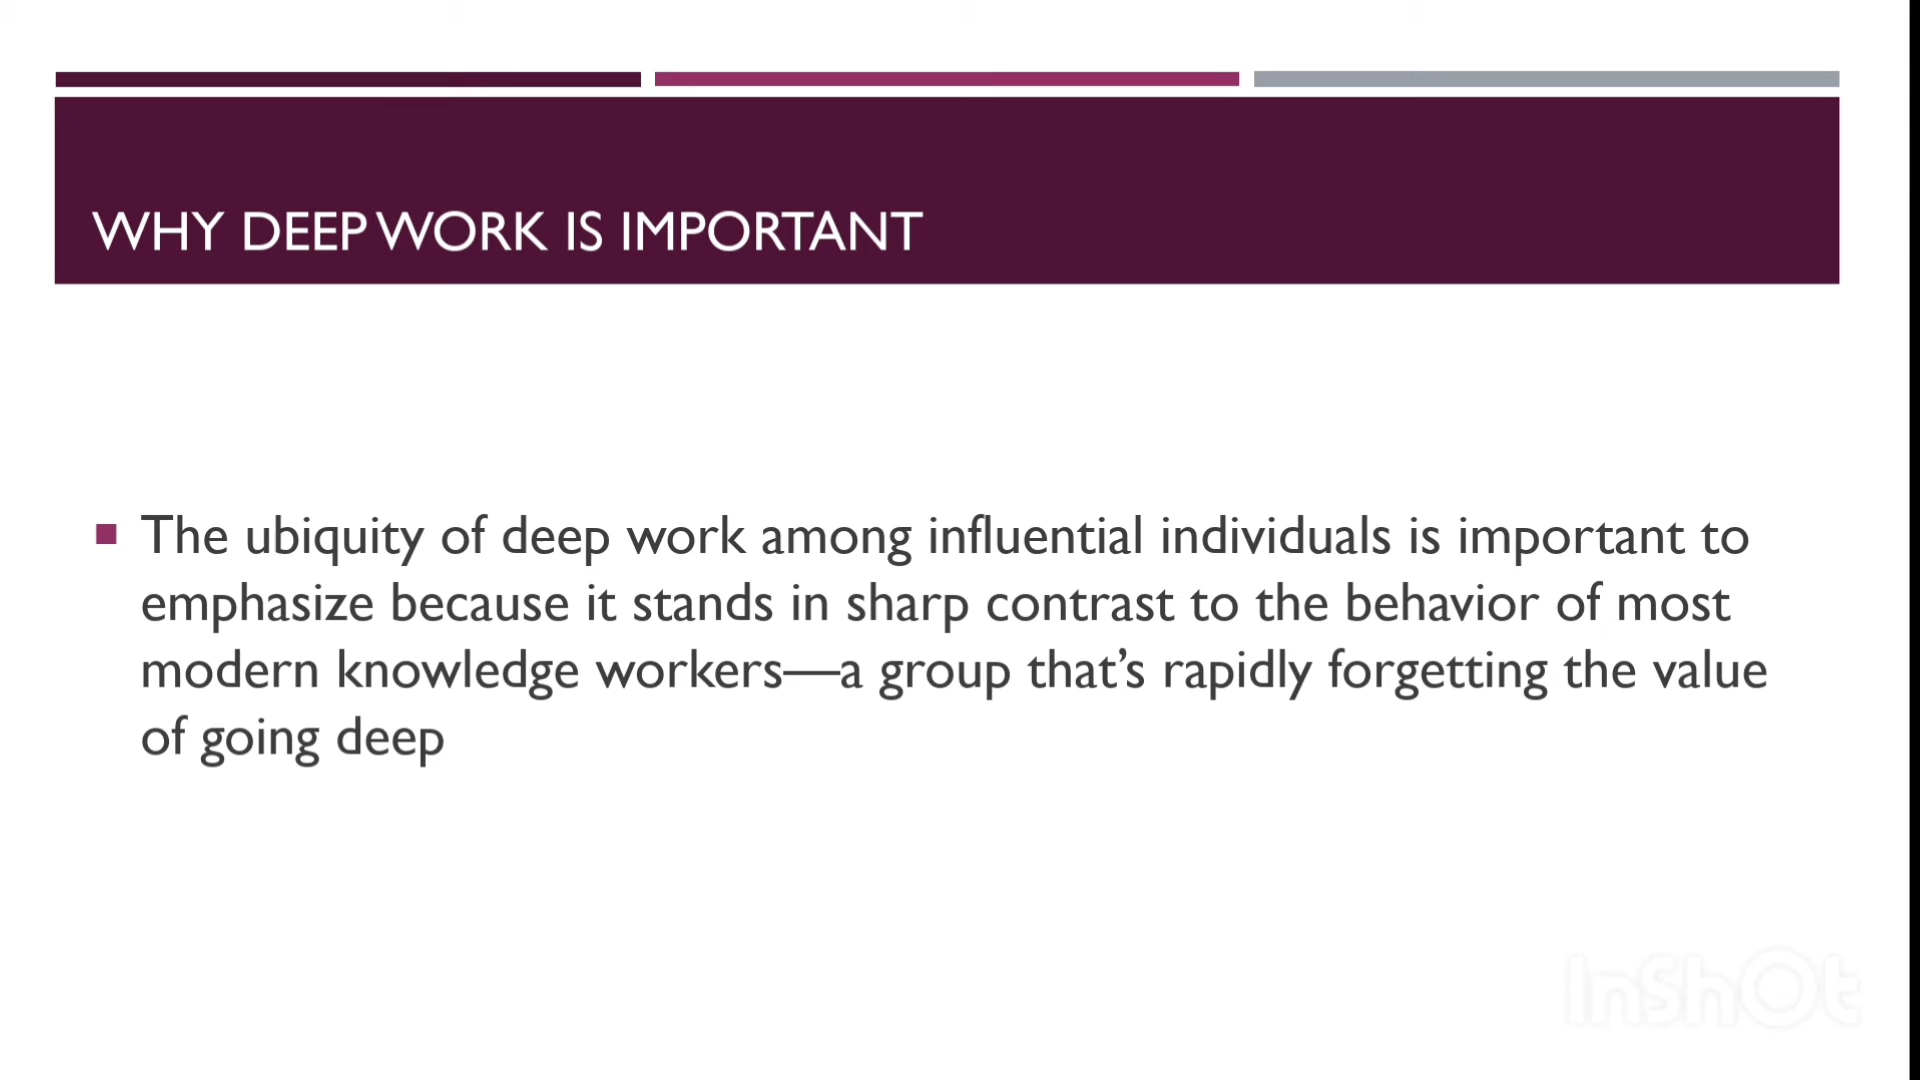 WHY DEEP WORK IS IMPORTANT
The ubiquity of deep work among influential individuals is important to
emphasize because it stands in sharp contrast to the behavior of most
modern knowledge workers—a group that’s rapidly forgetting the value
of going deep
InShOt